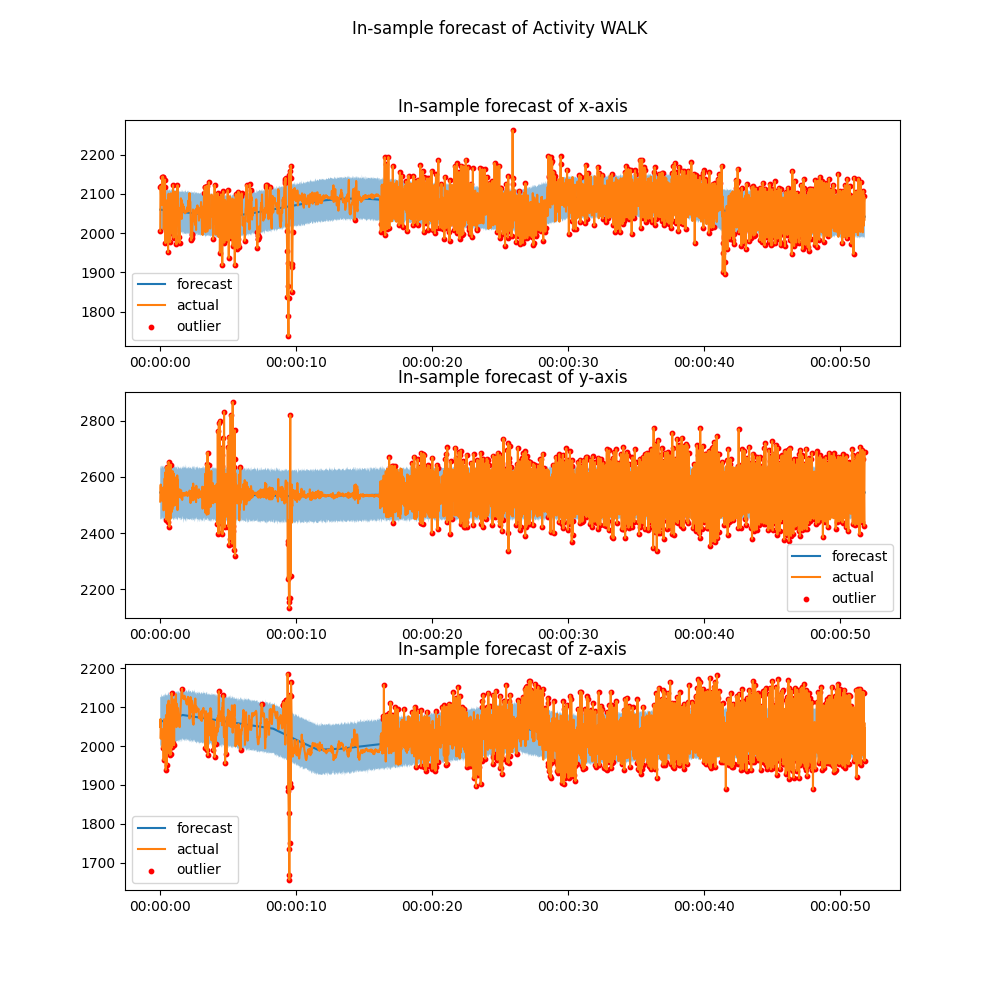 In-sample forecast of Activity WALK
In-sample forecast of x-axis
2200
2100
2000
1900
1800
forecast
actual
outlier
00:00:00 00:00:10 00:00:20 00:00:30 00:00:40 00:00:50
In-sample forecast of y-axis
2800
2600
2400
2200
forecast
actual
outlier
00:00:00 00:00:10 00:00:20 00:00:30 00:00:40 00:00:50
In-sample forecast of z-axis
2200
2100
2000
1900
1800
1700
forecast
actual
outlier
00:00:00 00:00:10 00:00:20 00:00:30 00:00:40 00:00:50